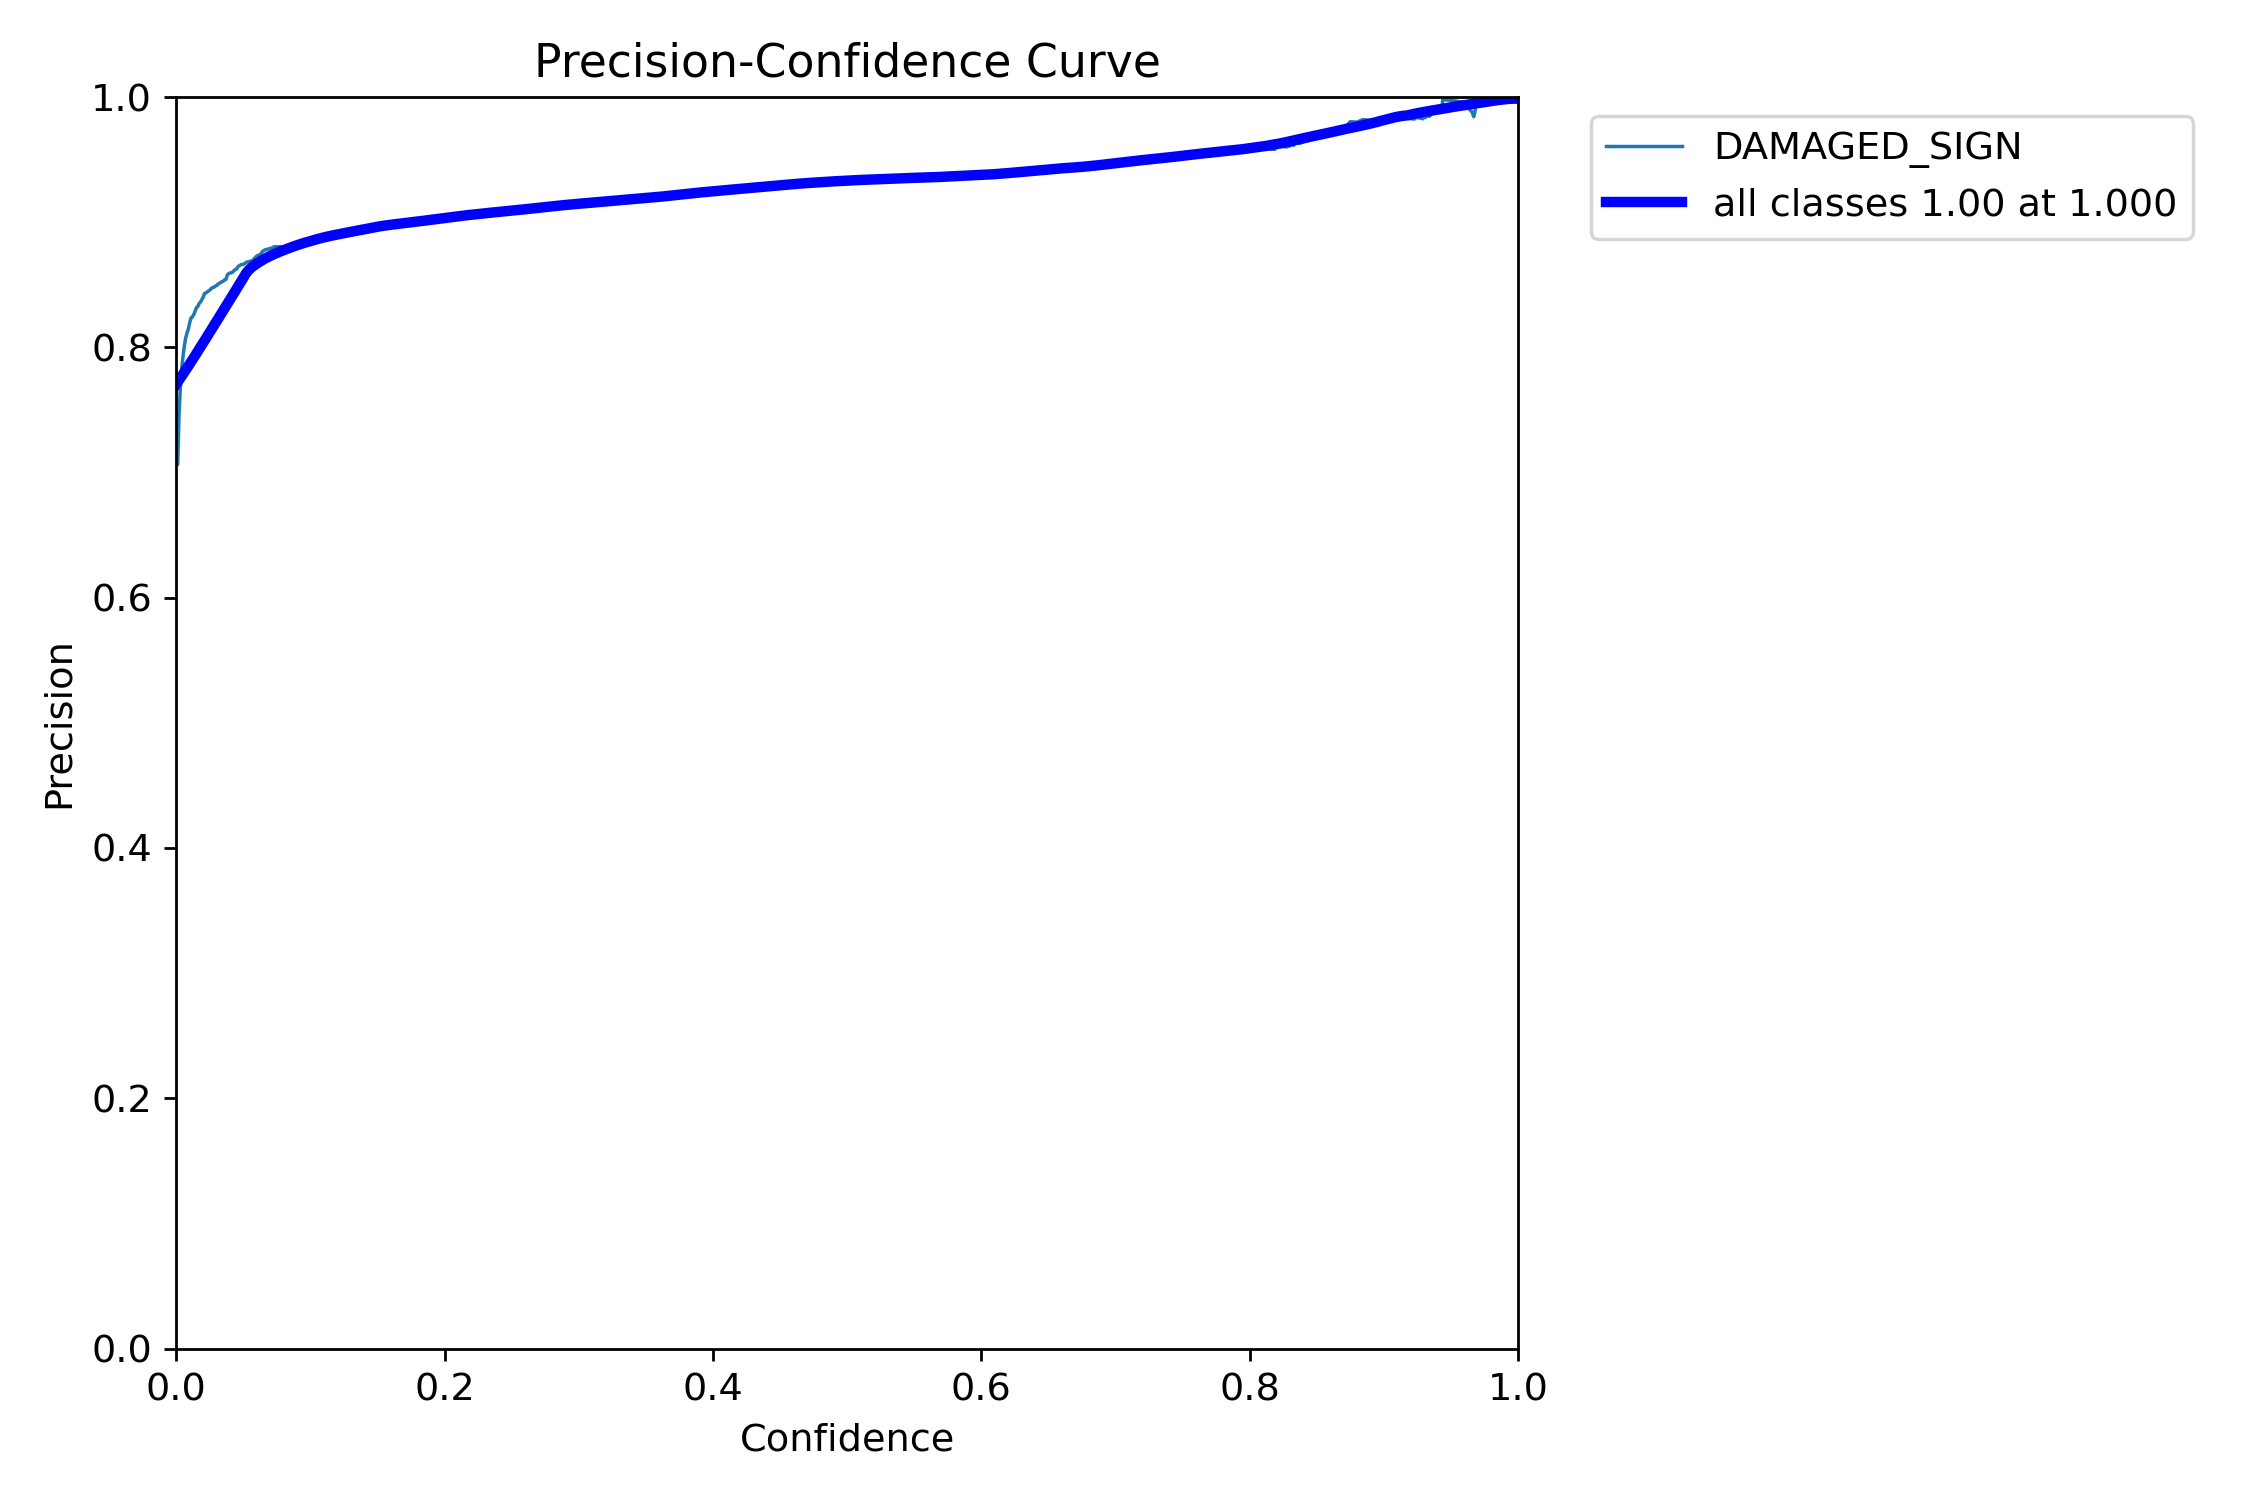 Precision-Confidence Curve
1.0
0.8
0.6
0.4
0.2
0.0
Precision
0.0 0.2 0.4 0.6 0.8 1.0
Confidence
DAMAGED_SIGN
all classes 1.00 at 1.000